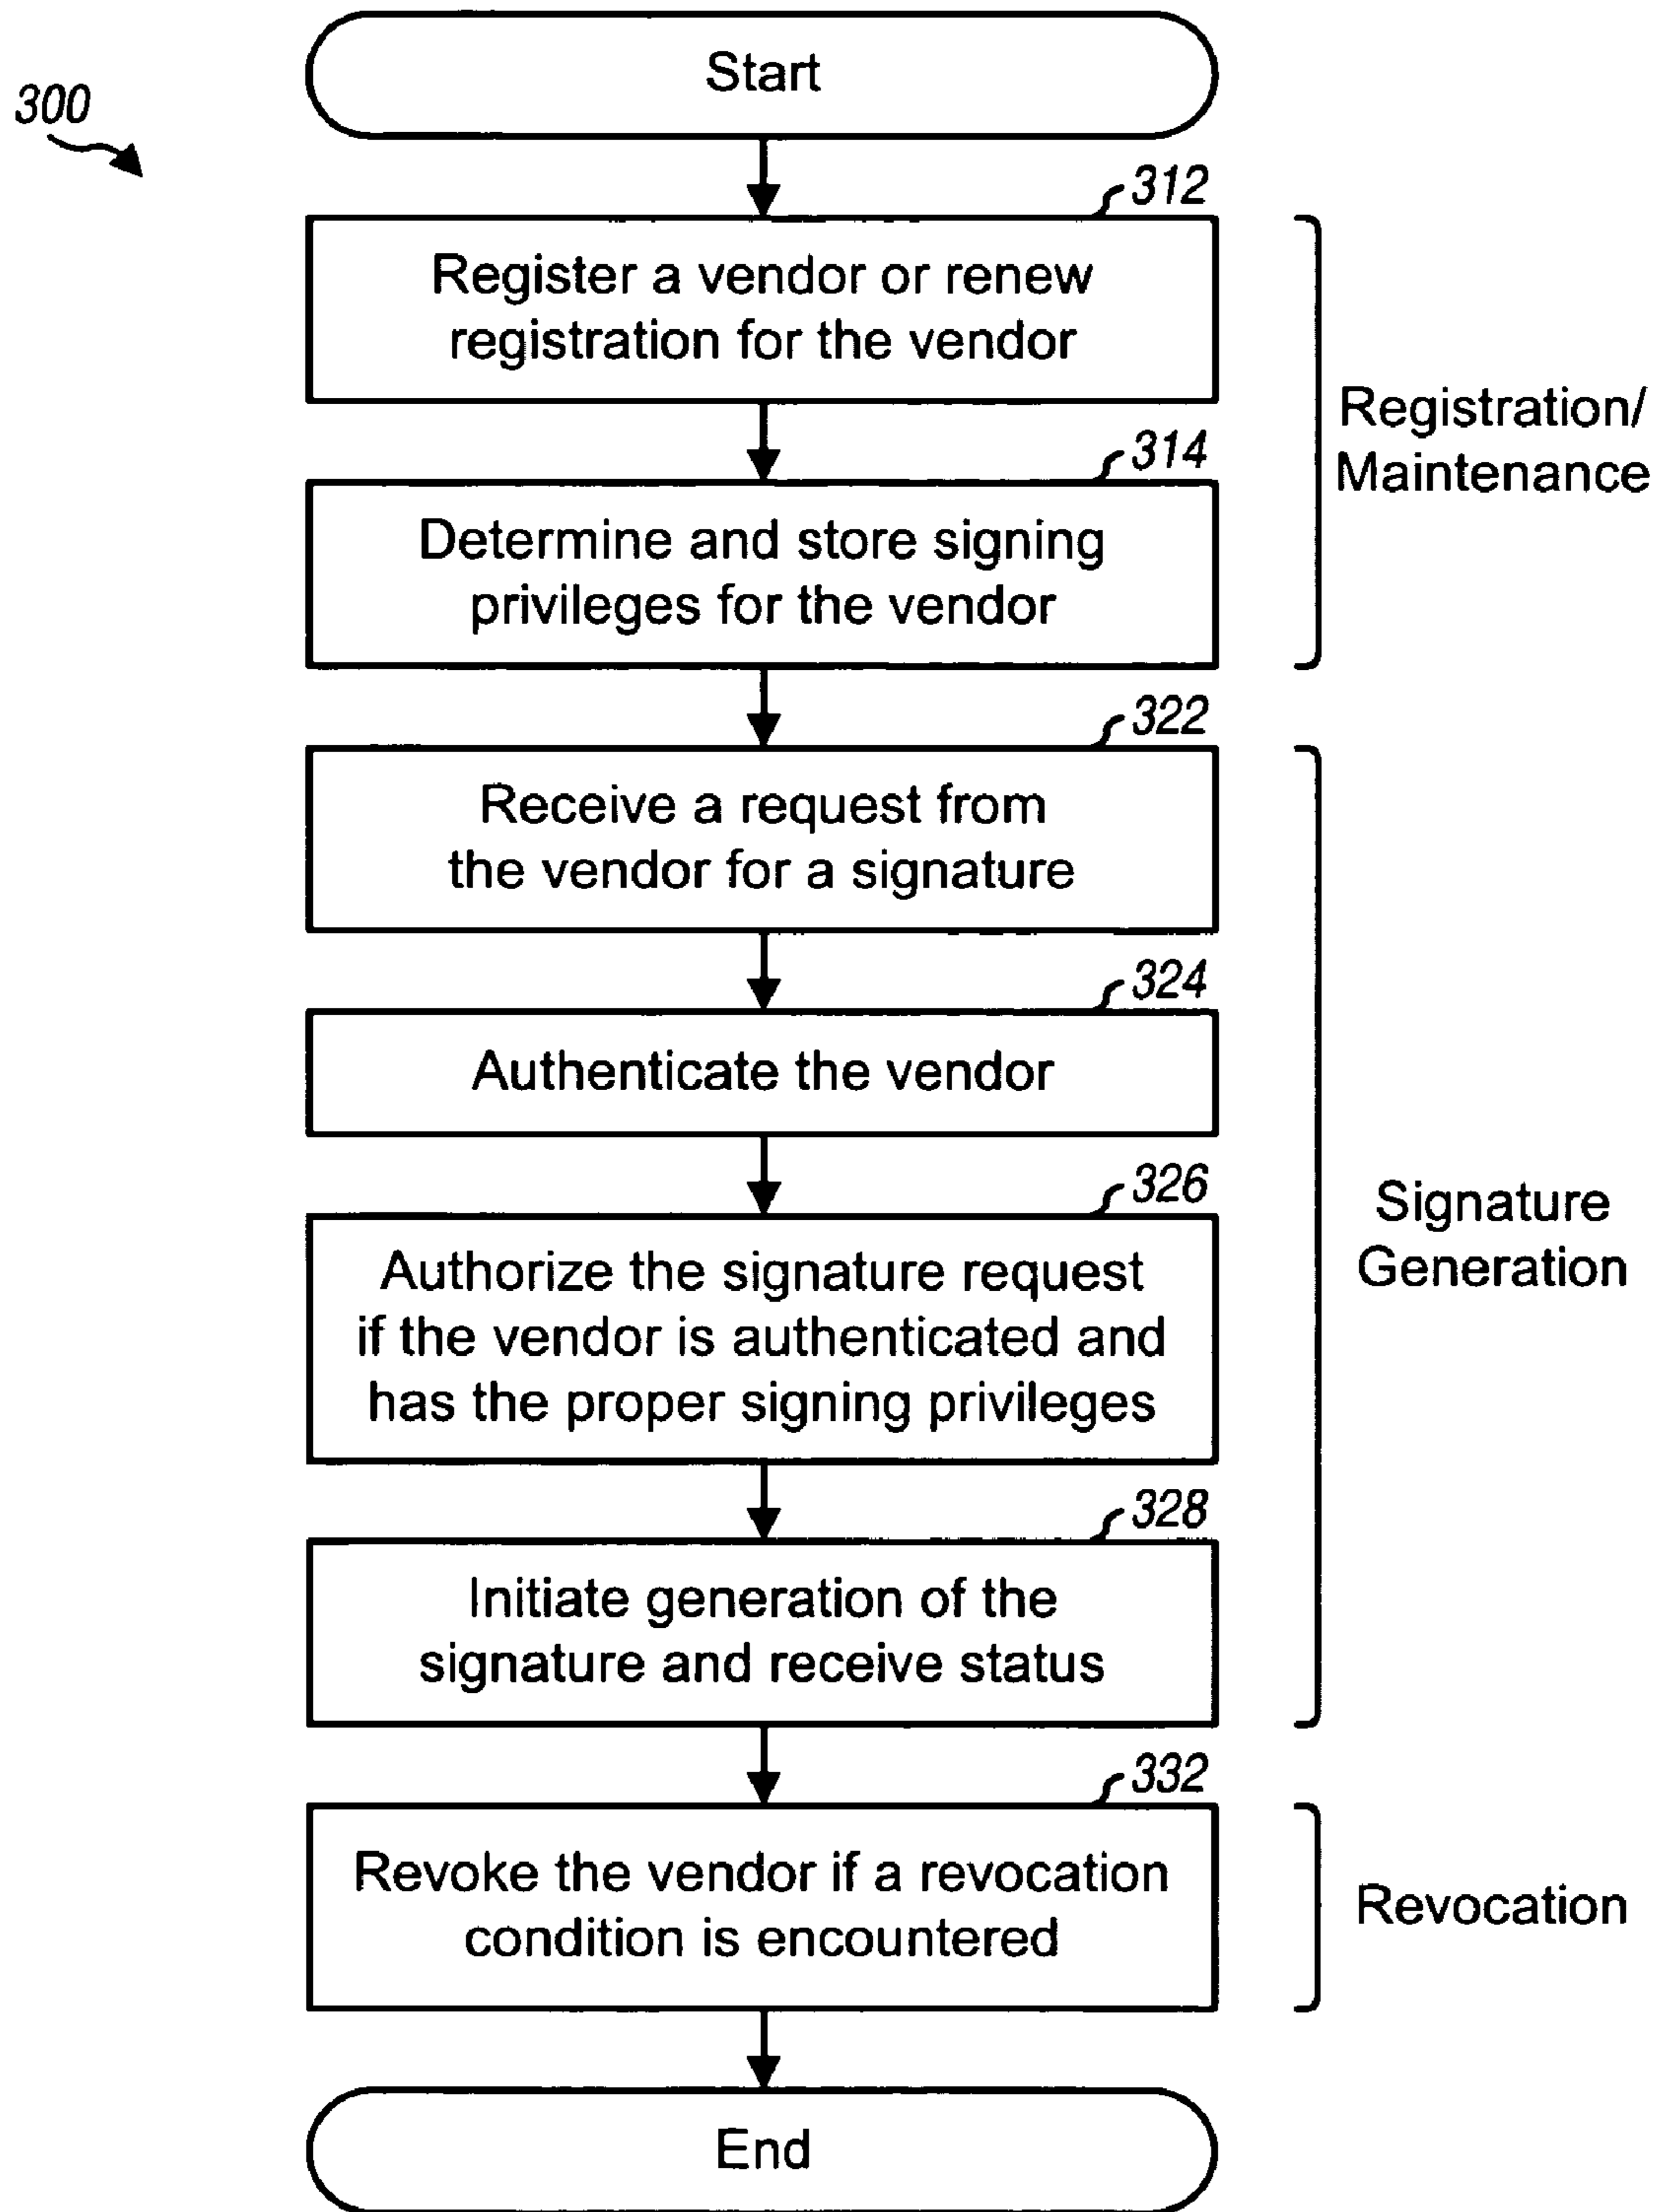 Start
300
312
Register a vendor or renew
registration for the vendor
Registration/
Maintenance
314
Determine and store signing
privileges for the vendor
322
Receive a request from
the vendor for a signature
324
Authenticate the vendor
326
Authorize the signature request
if the vendor is authenticated and
has the proper signing privileges
Signature
Generation
328
Initiate generation of the
signature and receive status
332
Revoke the vendor if a revocation
condition is encountered
Revocation
End